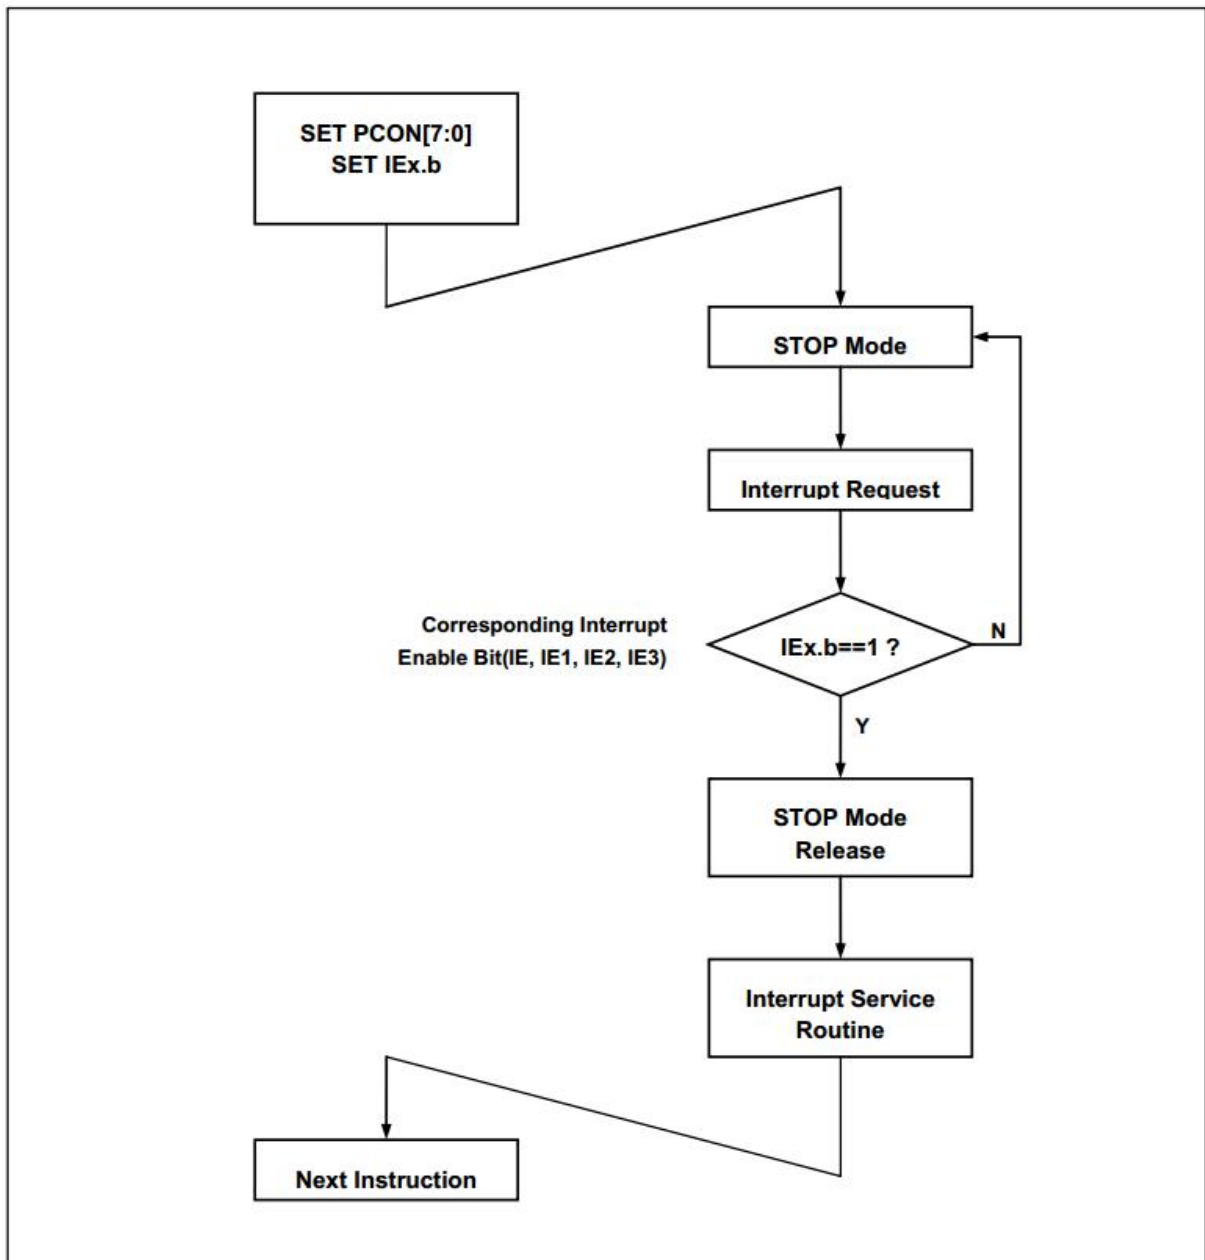 SET PCON[7:0]
SET IEx.b
STOP Mode
Interrupt Request
Corresponding Interrupt
Enable Bit(IE, IE1, IE2, IE3)
IEx.b==1 ?
N
Y
STOP Mode
Release
Interrupt Service
Routine
Next Instruction